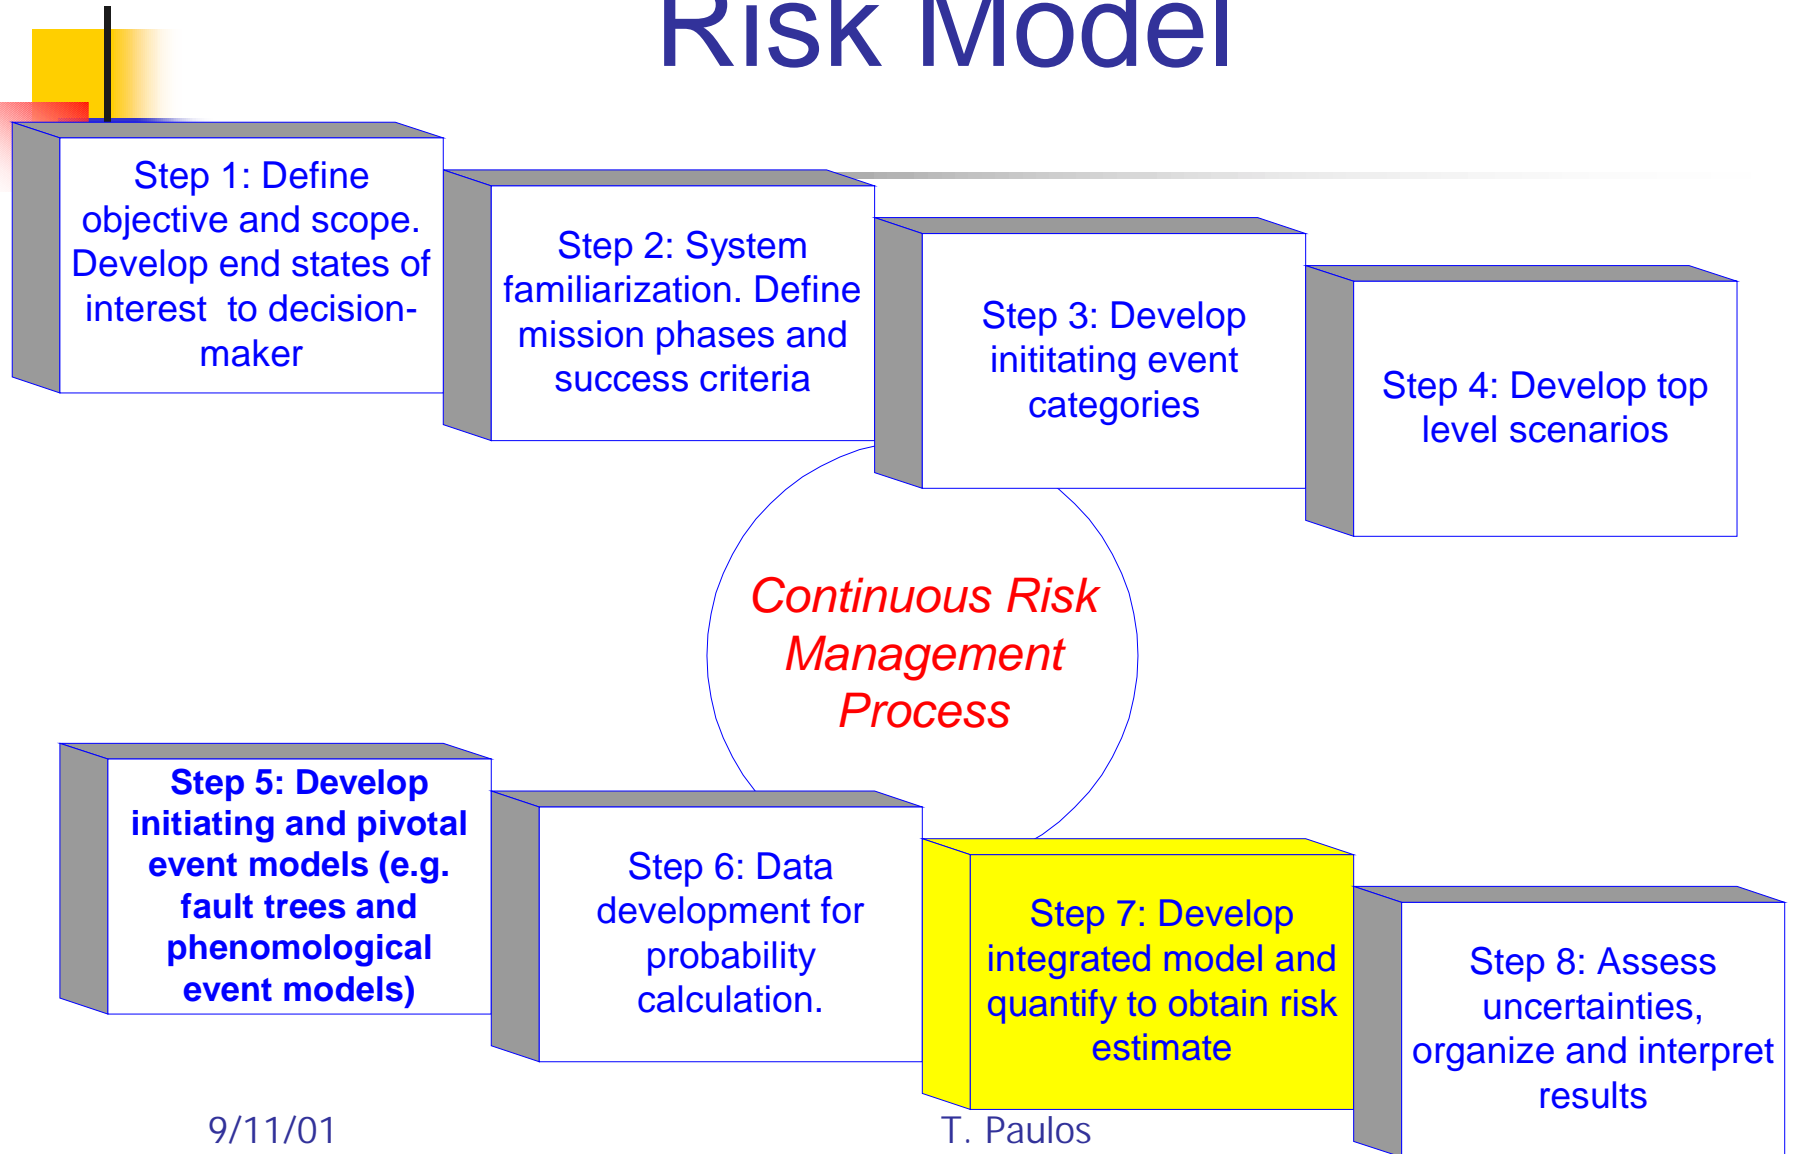 Risk Model
Step 1: Define
objective and scope.
Develop end states of
interest to decision-
maker
Step 2: System
familiarization. Define
mission phases and
success criteria
Step 3: Develop
inititating event
categories
Step 4: Develop top
level scenarios
Continuous Risk
Management
Process
Step 5: Develop
initiating and pivotal
event models (e.g.
fault trees and
phenomological
event models)
Step 6: Data
development for
probability
calculation.
Step 7: Develop
integrated model and
quantify to obtain risk
estimate
Step 8: Assess
uncertainties,
organize and interpret
results
9/11/01
T. Paulos